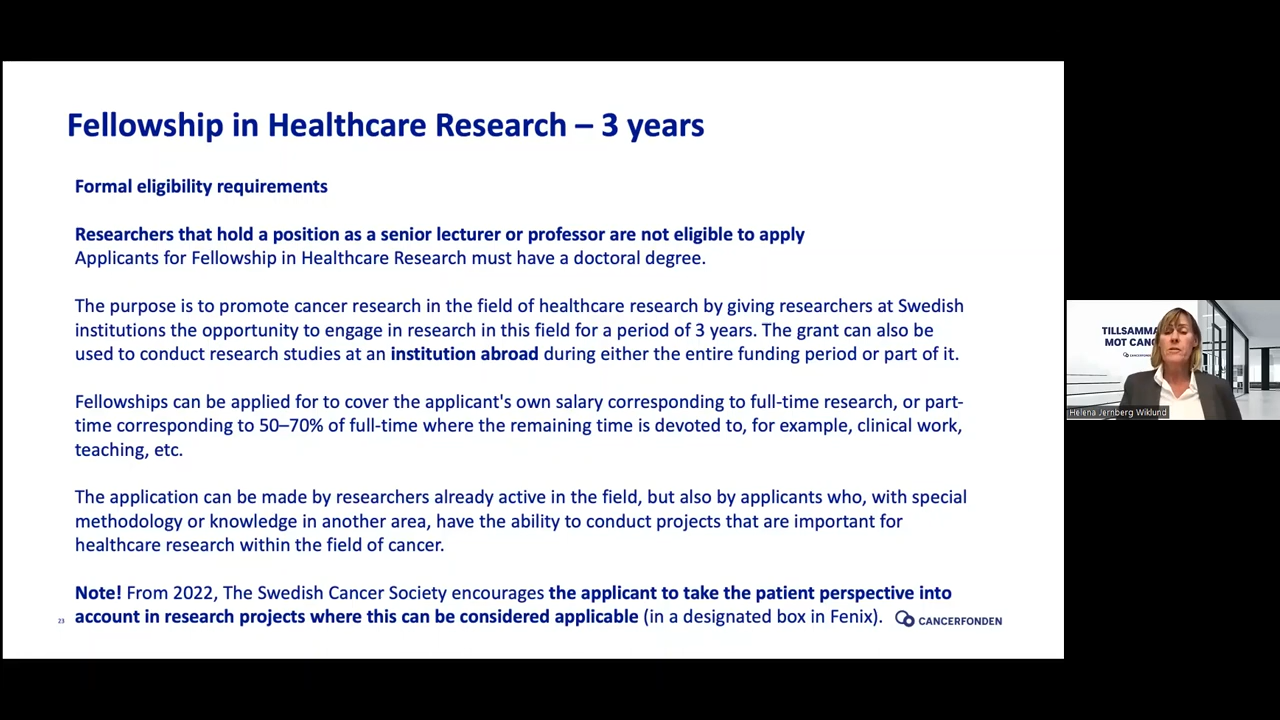 Fellowship in Healthcare Research – 3 years
Formal eligibility requirements
Researchers that hold a position as a senior lecturer or professor are not eligible to apply
Applicants for Fellowship in Healthcare Research must have a doctoral degree.
The purpose is to promote cancer research in the field of healthcare research by giving researchers at Swedish
institutions the opportunity to engage in research in this field for a period of 3 years. The grant can also be
used to conduct research studies at an institution abroad during either the entire funding period or part of it.
Fellowships can be applied for to cover the applicant's own salary corresponding to full-time research, or part-
time corresponding to 50–70% of full-time where the remaining time is devoted to, for example, clinical work,
teaching, etc.
The application can be made by researchers already active in the field, but also by applicants who, with special
methodology or knowledge in another area, have the ability to conduct projects that are important for
healthcare research within the field of cancer.
Note! From 2022, The Swedish Cancer Society encourages the applicant to take the patient perspective into
account in research projects where this can be considered applicable (in a designated box in Fenix).
23
CANCERFONDEN
TILLSAMMA
MOT CANC
Helena Jernberg Wiklund